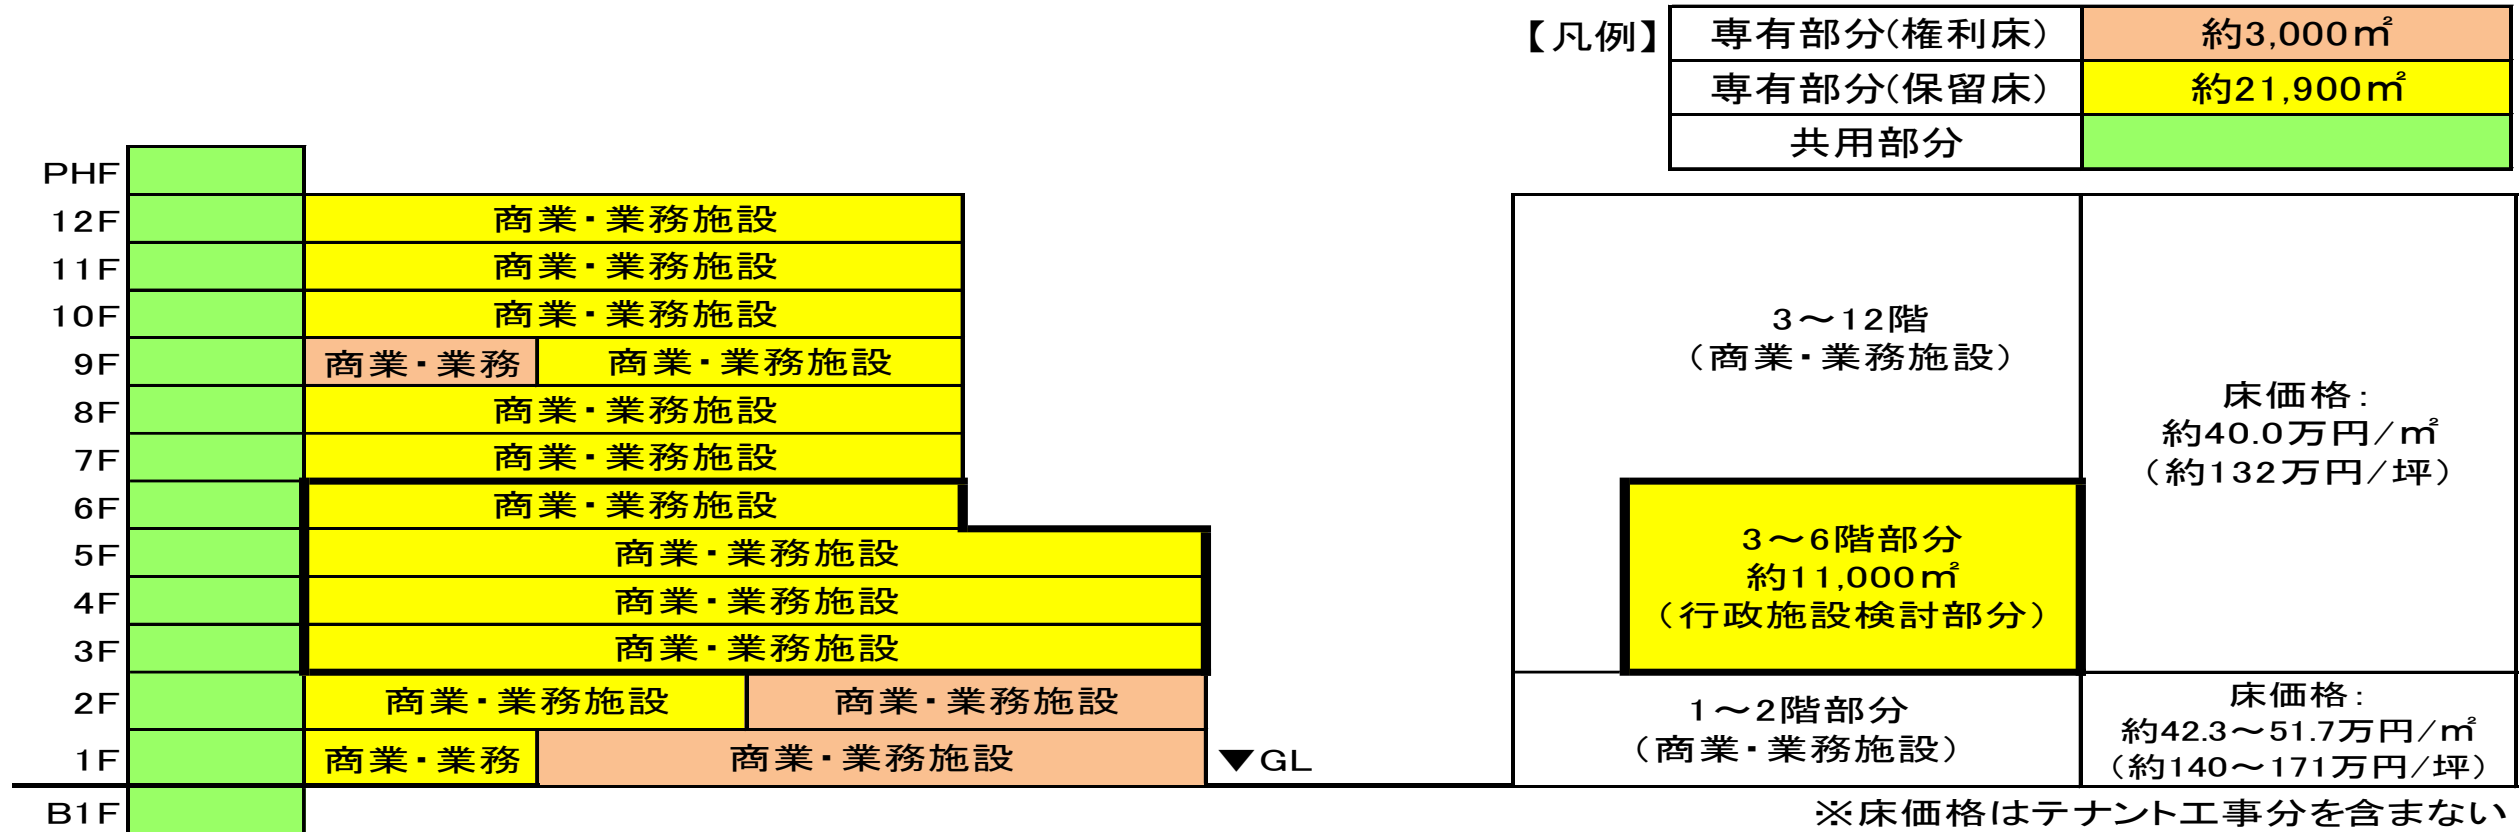 【凡例】
専有部分(権利床) 約3,000㎡
専有部分(保留床) 約21,900㎡
共用部分
PHF
12F 商業・業務施設
11F 商業・業務施設
10F 商業・業務施設
9F 商業・業務 商業・業務施設
8F 商業・業務施設
7F 商業・業務施設
6F 商業・業務施設
5F 商業・業務施設
4F 商業・業務施設
3F 商業・業務施設
2F 商業・業務施設 商業・業務施設
1F 商業・業務 商業・業務施設 ▼GL
B1F
3～12階
（商業・業務施設）
3～6階部分
約11,000㎡
（行政施設検討部分）
1～2階部分
（商業・業務施設）
床価格：
約40.0万円/㎡
（約132万円/坪）
床価格：
約42.3～51.7万円/㎡
（約140～171万円/坪）
※床価格はテナント工事分を含まない